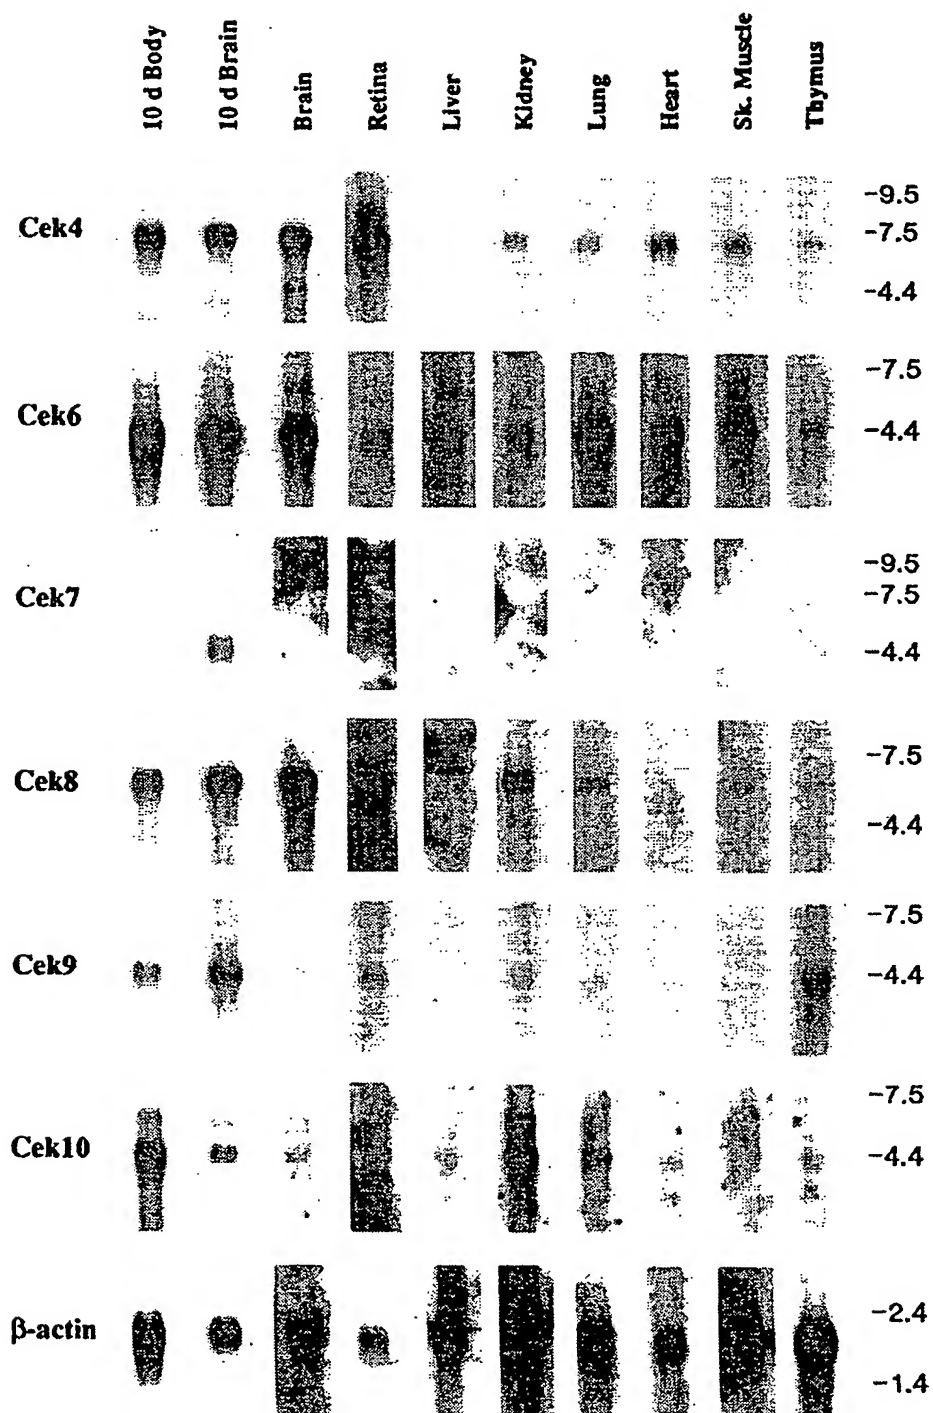 10 d Body
10 d Brain
Brain
Retina
Liver
Kidney
Lung
Heart
Sk. Muscle
Thymus
Cek4
-9.5
-7.5
-4.4
Cek6
-7.5
-4.4
Cek7
-9.5
-7.5
-4.4
Cek8
-7.5
-4.4
Cek9
-7.5
-4.4
Cek10
-7.5
-4.4
β-actin
-2.4
-1.4